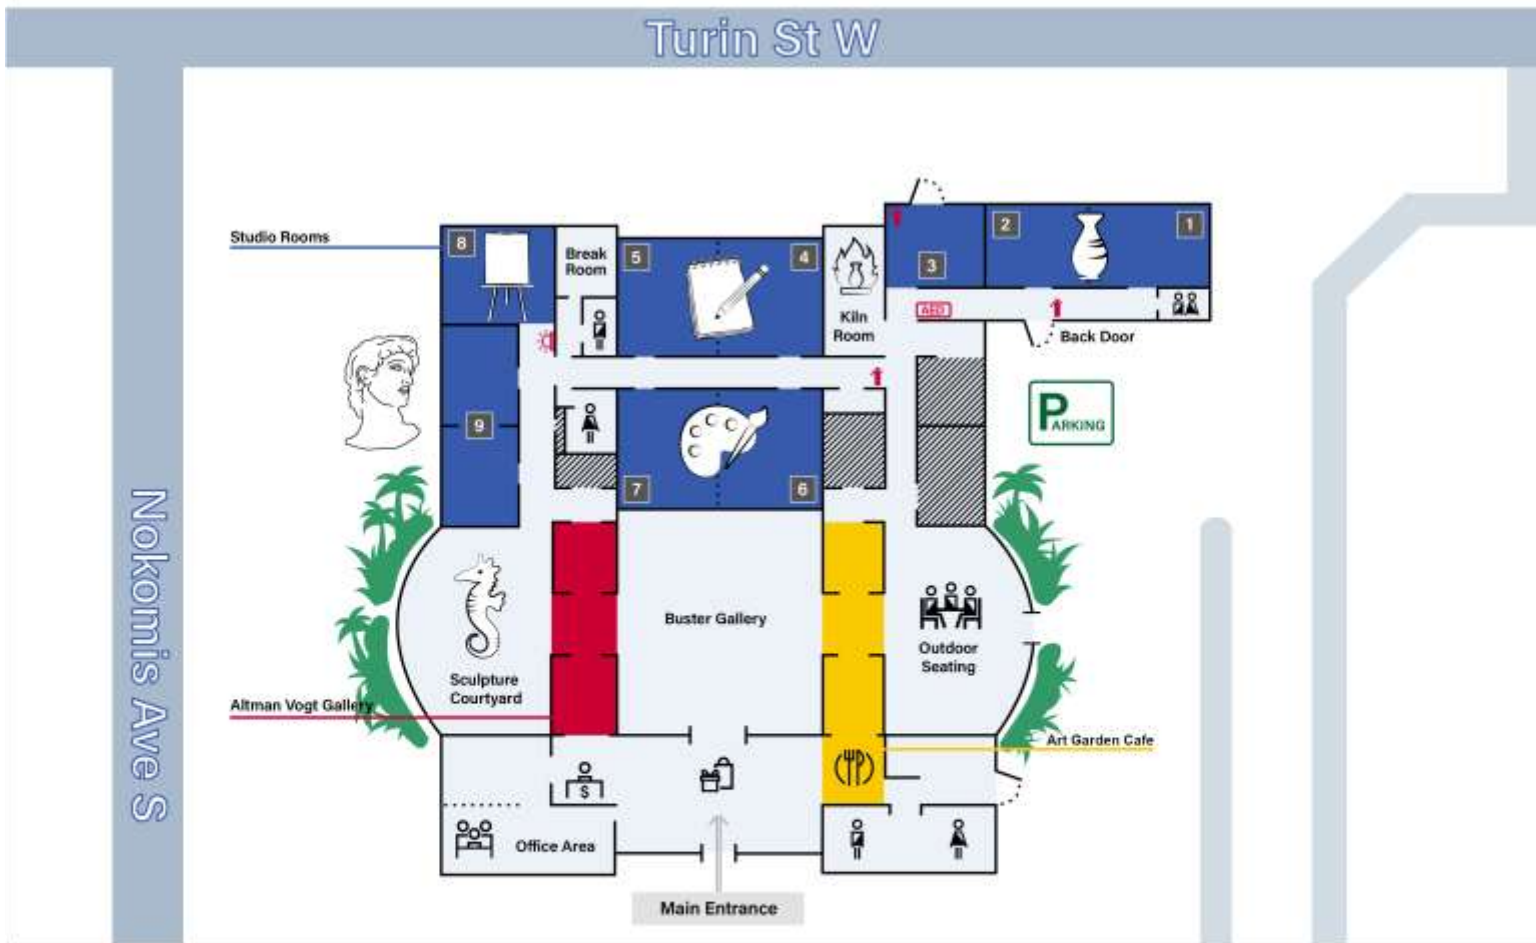 Turin St W
Nokomis Ave S
Studio Rooms
8
Break
Room
5
4
Kiln
Room
2
1
3
AED
Back Door
PARKING
9
7
6
Buster Gallery
Outdoor
Seating
Sculpture
Courtyard
Altman Vogt Gallery
Art Garden Cafe
$
Office Area
Main Entrance